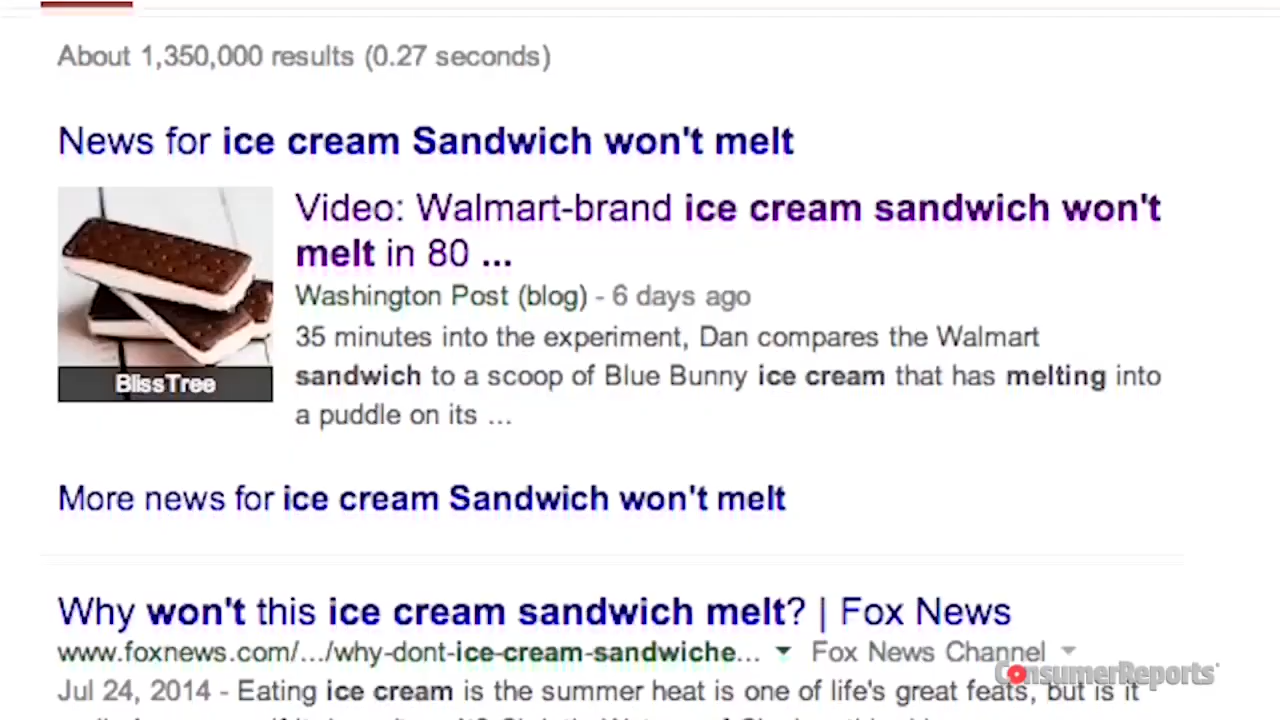 About 1,350,000 results (0.27 seconds)
News for ice cream Sandwich won't melt
Video: Walmart-brand ice cream sandwich won't
melt in 80 ...
Washington Post (blog) - 6 days ago
35 minutes into the experiment, Dan compares the Walmart
sandwich to a scoop of Blue Bunny ice cream that has melting into
a puddle on its ...
BlissTree
More news for ice cream Sandwich won't melt
Why won't this ice cream sandwich melt? | Fox News
www.foxnews.com/.../why-dont-ice-cream-sandwiche... ▼ Fox News Channel ▼
ConsumerReports
Jul 24, 2014 - Eating ice cream is the summer heat is one of life's great feats, but is it